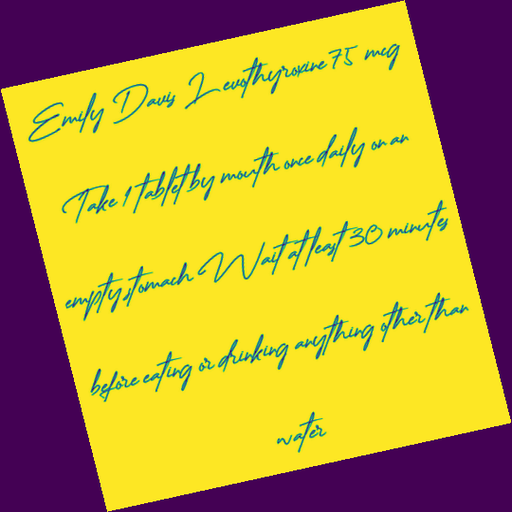 Emily Davis Levothyroxine 75 mcg
Take 1 tablet by mouth once daily on an
empty stomach Wait at least 30 minutes
before eating or drinking anything other than
water